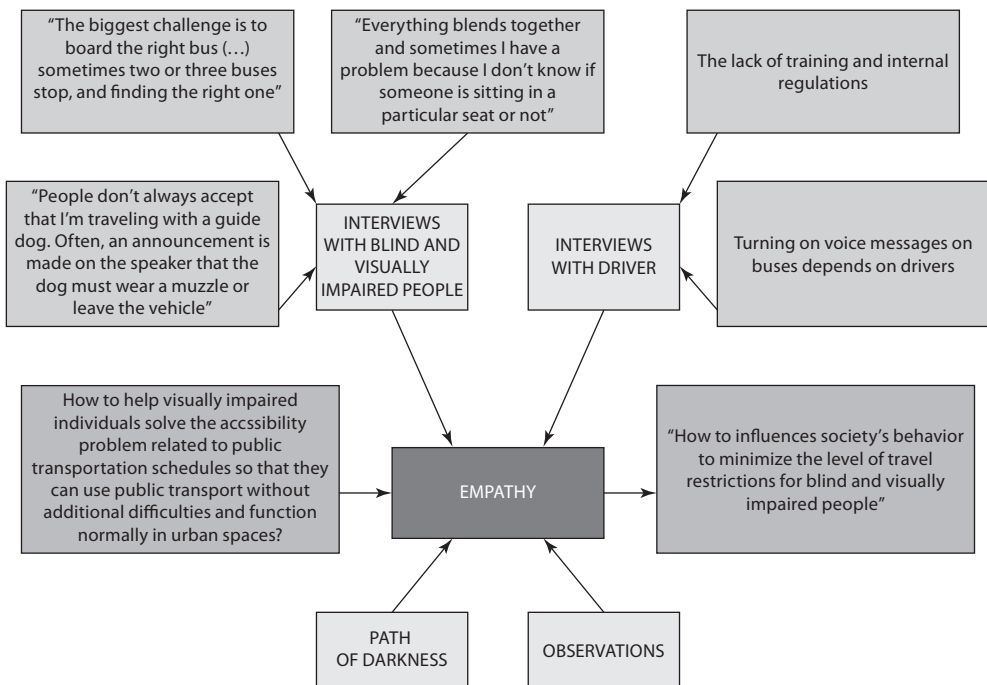 “The biggest challenge is to
board the right bus (...)
sometimes two or three buses
stop, and finding the right one”
“Everything blends together
and sometimes I have a
problem because I don’t know if
someone is sitting in a
particular seat or not”
The lack of training and internal
regulations
“People don’t always accept
that I’m traveling with a guide
dog. Often, an announcement is
made on the speaker that the
dog must wear a muzzle or
leave the vehicle”
INTERVIEWS
WITH BLIND AND
VISUALLY
IMPAIRED PEOPLE
INTERVIEWS
WITH DRIVER
Turning on voice messages on
buses depends on drivers
How to help visually impaired
individuals solve the accssibility
problem related to public
transportation schedules so that they
can use public transport without
additional difficulties and function
normally in urban spaces?
EMPATHY
“How to influences society’s behavior
to minimize the level of travel
restrictions for blind and visually
impaired people”
PATH
OF DARKNESS
OBSERVATIONS